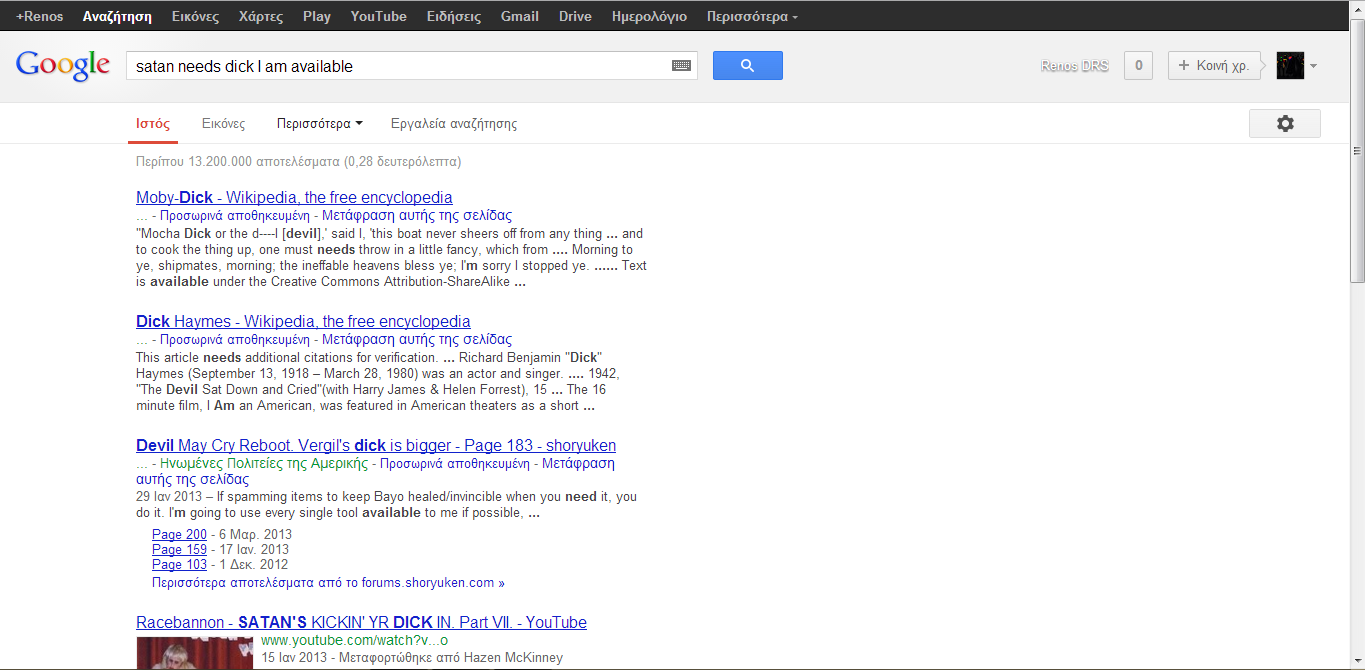 +Renos Αναζήτηση Εικόνες Χάρτες Play YouTube Ειδήσεις Gmail Drive Ημερολόγιο Περισσότερα
Google satan needs dick I am available Renos DRS 0 + Κοινή χρ.
Ιστός Εικόνες Περισσότερα Εργαλεία αναζήτησης
Περίπου 13.200.000 αποτελέσματα (0,28 δευτερόλεπτα)
Moby-Dick - Wikipedia, the free encyclopedia
... - Προσωρινά αποθηκευμένη - Μετάφραση αυτής της σελίδας
"Mocha Dick or the d----l [devil],' said I, 'this boat never sheers off from any thing ... and
to cook the thing up, one must needs throw in a little fancy, which from .... Morning to
ye, shipmates, morning; the ineffable heavens bless ye; I'm sorry I stopped ye. ...... Text
is available under the Creative Commons Attribution-ShareAlike ...
Dick Haymes - Wikipedia, the free encyclopedia
... - Προσωρινά αποθηκευμένη - Μετάφραση αυτής της σελίδας
This article needs additional citations for verification. ... Richard Benjamin "Dick"
Haymes (September 13, 1918 – March 28, 1980) was an actor and singer. .... 1942,
"The Devil Sat Down and Cried"(with Harry James & Helen Forrest), 15 ... The 16
minute film, I Am an American, was featured in American theaters as a short ...
Devil May Cry Reboot. Vergil's dick is bigger - Page 183 - shoryuken
... - Ηνωμένες Πολιτείες της Αμερικής - Προσωρινά αποθηκευμένη - Μετάφραση
αυτής της σελίδας
29 Ιαν 2013 – If spamming items to keep Bayo healed/invincible when you need it, you
do it. I'm going to use every single tool available to me if possible, ...
Page 200 - 6 Μαρ. 2013
Page 159 - 17 Ιαν. 2013
Page 103 - 1 Δεκ. 2012
Περισσότερα αποτελέσματα από το forums.shoryuken.com »
Racebannon - SATAN'S KICKIN' YR DICK IN. Part VII. - YouTube
www.youtube.com/watch?v...o
15 Ιαν 2013 - Μεταφορτώθηκε από Hazen McKinney